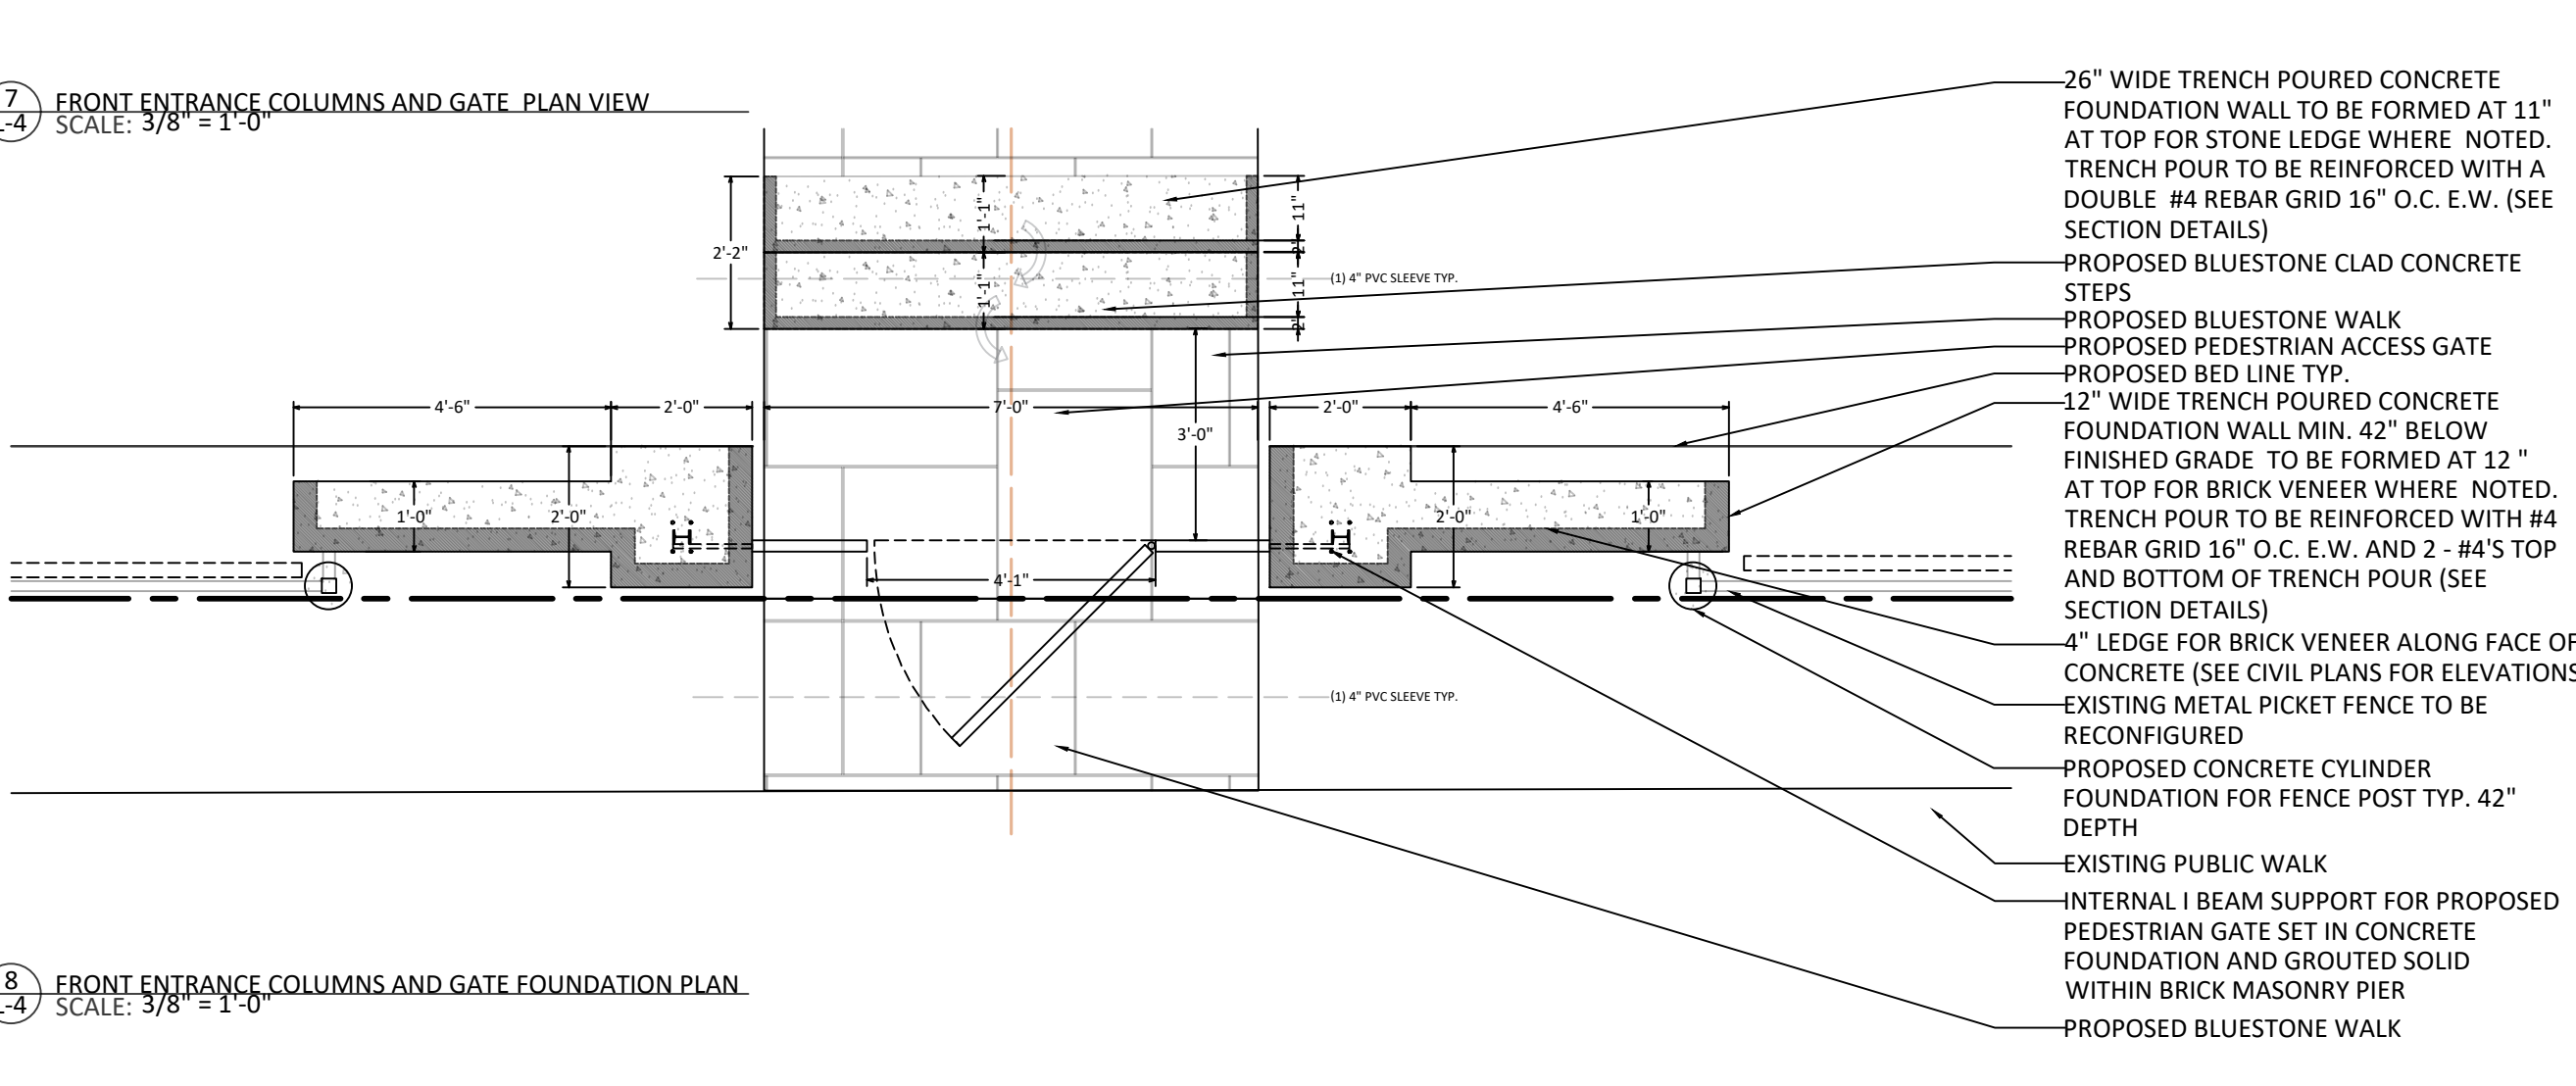 7
FRONT ENTRANCE COLUMNS AND GATE PLAN VIEW
-4
SCALE: 3/8" = 1'-0"
26" WIDE TRENCH POURED CONCRETE
FOUNDATION WALL TO BE FORMED AT 11"
AT TOP FOR STONE LEDGE WHERE NOTED.
TRENCH POUR TO BE REINFORCED WITH A
DOUBLE #4 REBAR GRID 16" O.C. E.W. (SEE
SECTION DETAILS)
PROPOSED BLUESTONE CLAD CONCRETE
STEPS
PROPOSED BLUESTONE WALK
PROPOSED PEDESTRIAN ACCESS GATE
PROPOSED BED LINE TYP.
12" WIDE TRENCH POURED CONCRETE
FOUNDATION WALL MIN. 42" BELOW
FINISHED GRADE TO BE FORMED AT 12 "
AT TOP FOR BRICK VENEER WHERE NOTED.
TRENCH POUR TO BE REINFORCED WITH #4
REBAR GRID 16" O.C. E.W. AND 2 - #4'S TOP
AND BOTTOM OF TRENCH POUR (SEE
SECTION DETAILS)
4" LEDGE FOR BRICK VENEER ALONG FACE OF
CONCRETE (SEE CIVIL PLANS FOR ELEVATIONS
EXISTING METAL PICKET FENCE TO BE
RECONFIGURED
PROPOSED CONCRETE CYLINDER
FOUNDATION FOR FENCE POST TYP. 42"
DEPTH
EXISTING PUBLIC WALK
INTERNAL I BEAM SUPPORT FOR PROPOSED
PEDESTRIAN GATE SET IN CONCRETE
FOUNDATION AND GROUTED SOLID
WITHIN BRICK MASONRY PIER
PROPOSED BLUESTONE WALK
2'-2"
1'-1"
1'-1"
11"
2"
11"
2"
(1) 4" PVC SLEEVE TYP.
4'-6"
2'-0"
7'-0"
2'-0"
4'-6"
3'-0"
1'-0"
2'-0"
2'-0"
1'-0"
4'-1"
(1) 4" PVC SLEEVE TYP.
8
FRONT ENTRANCE COLUMNS AND GATE FOUNDATION PLAN
-4
SCALE: 3/8" = 1'-0"